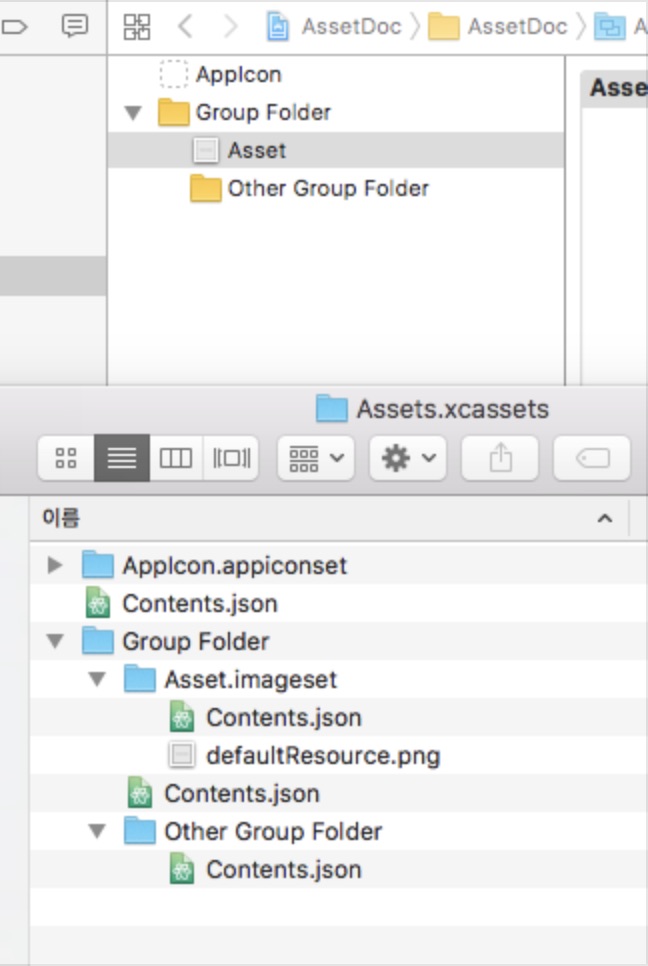 AssetDoc AssetDoc A
AppIcon
Asse
Group Folder
Asset
Other Group Folder
Assets.xcassets
이름
AppIcon.appiconset
Contents.json
Group Folder
Asset.imageset
Contents.json
defaultResource.png
Contents.json
Other Group Folder
Contents.json